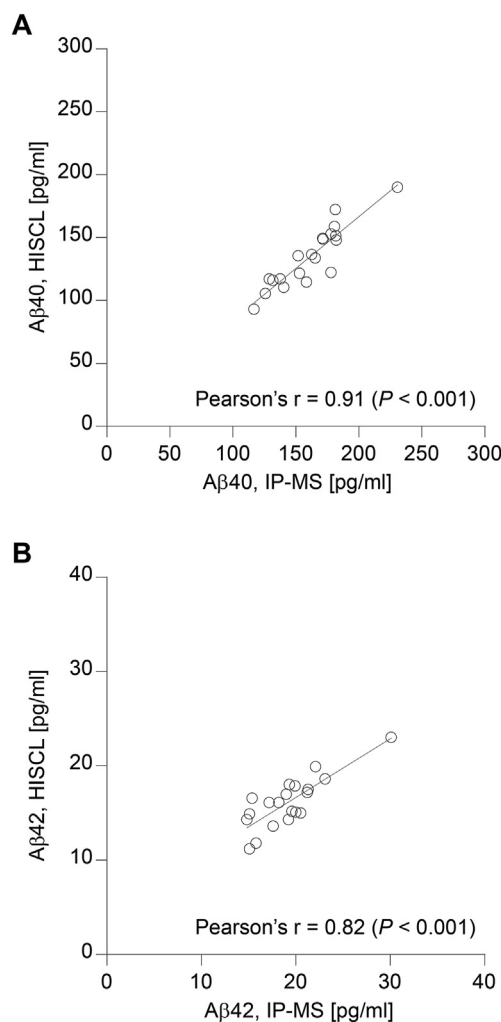 A
300
250
200
150
100
50
0
Aβ40, HISCL [pg/ml]
Pearson's r = 0.91 (P < 0.001)
0 50 100 150 200 250 300
Aβ40, IP-MS [pg/ml]
B
40
30
20
10
0
Aβ42, HISCL [pg/ml]
Pearson's r = 0.82 (P < 0.001)
0 10 20 30 40
Aβ42, IP-MS [pg/ml]